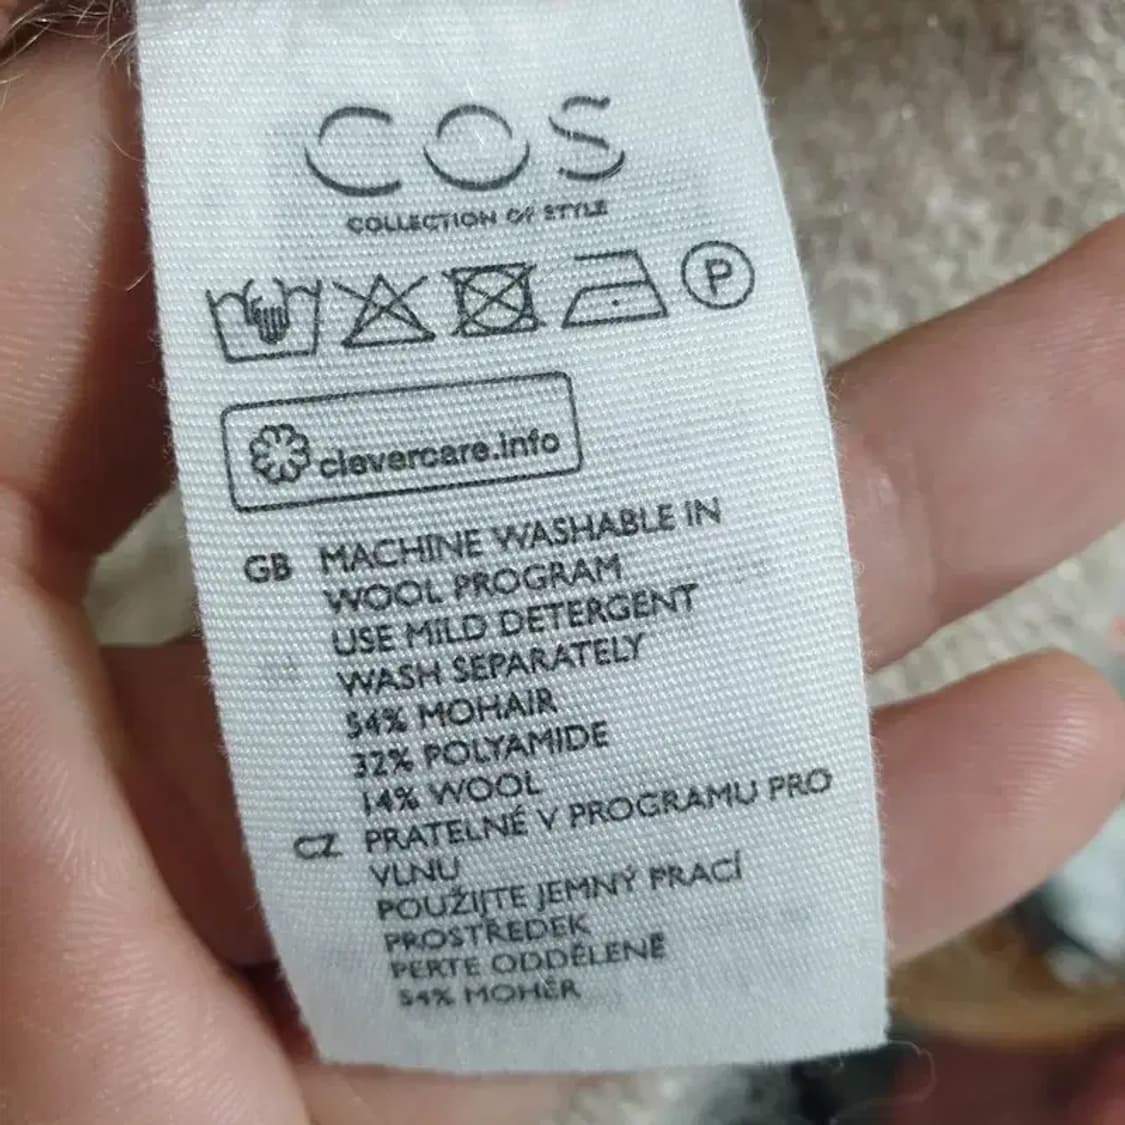 COS
COLLECTION OF STYLE
P
clevercare.info
GB MACHINE WASHABLE IN
WOOL PROGRAM
USE MILD DETERGENT
WASH SEPARATELY
54% MOHAIR
32% POLYAMIDE
14% WOOL
CZ PRATELNÉ V PROGRAMU PRO
VLNU
POUŽIJTE JEMNÝ PRACÍ
PROSTŘEDEK
PERTE ODDĚLENĚ
54% MOHÉR